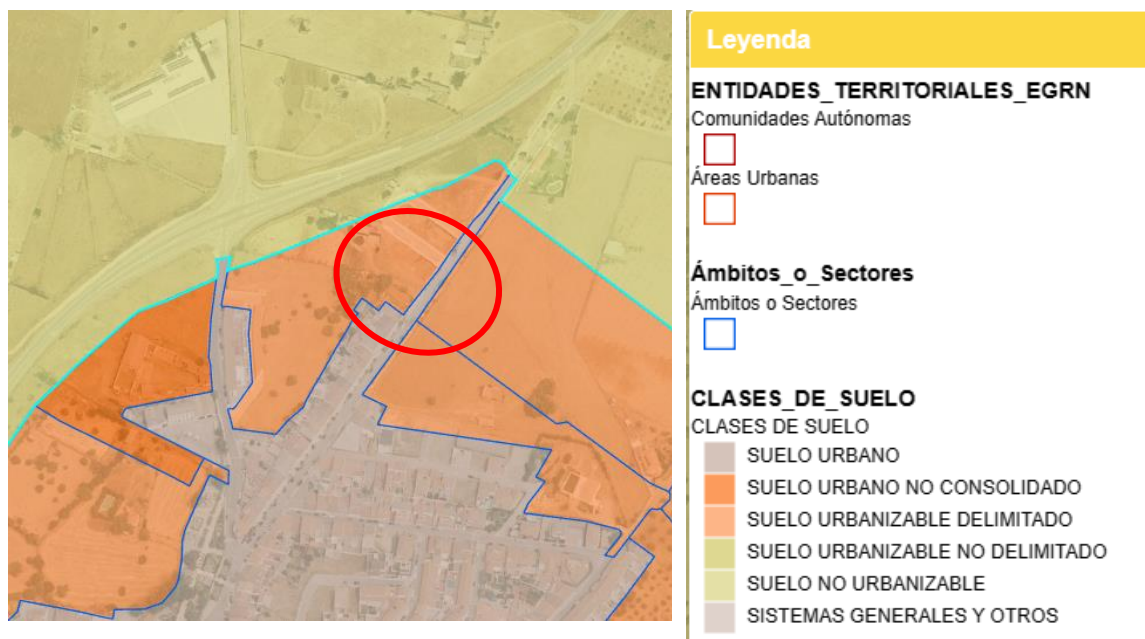 Leyenda
ENTIDADES_TERRITORIALES_EGRN
Comunidades Autónomas
Áreas Urbanas
Ámbitos_o_Sectores
Ámbitos o Sectores
CLASES_DE_SUELO
CLASES DE SUELO
SUELO URBANO
SUELO URBANO NO CONSOLIDADO
SUELO URBANIZABLE DELIMITADO
SUELO URBANIZABLE NO DELIMITADO
SUELO NO URBANIZABLE
SISTEMAS GENERALES Y OTROS